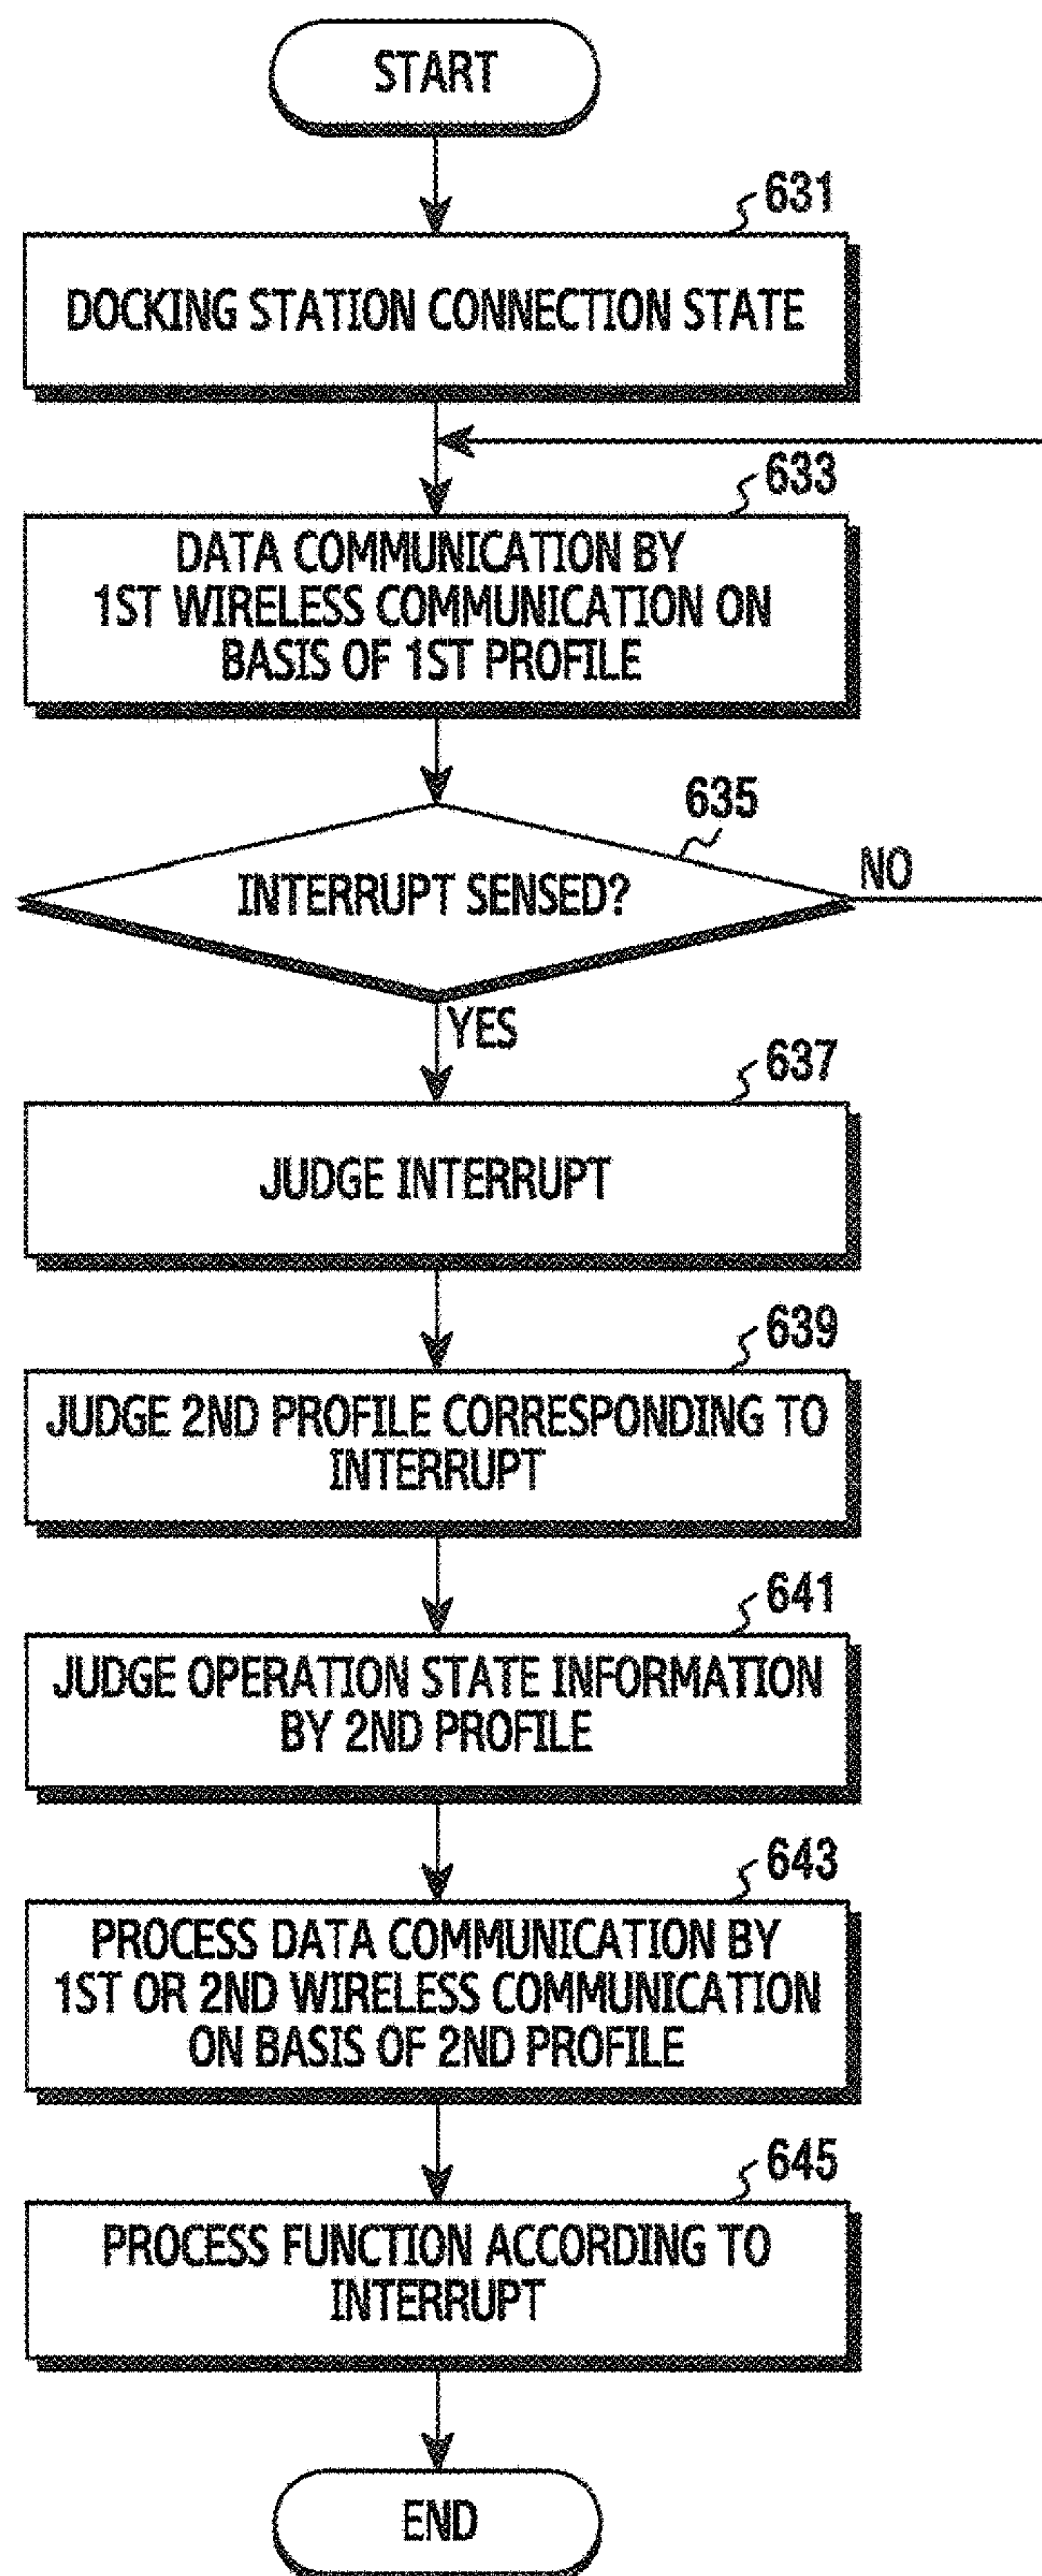 START
631
DOCKING STATION CONNECTION STATE
633
DATA COMMUNICATION BY
1ST WIRELESS COMMUNICATION ON
BASIS OF 1ST PROFILE
635
INTERRUPT SENSED?
NO
YES
637
JUDGE INTERRUPT
639
JUDGE 2ND PROFILE CORRESPONDING TO
INTERRUPT
641
JUDGE OPERATION STATE INFORMATION
BY 2ND PROFILE
643
PROCESS DATA COMMUNICATION BY
1ST OR 2ND WIRELESS COMMUNICATION
ON BASIS OF 2ND PROFILE
645
PROCESS FUNCTION ACCORDING TO
INTERRUPT
END